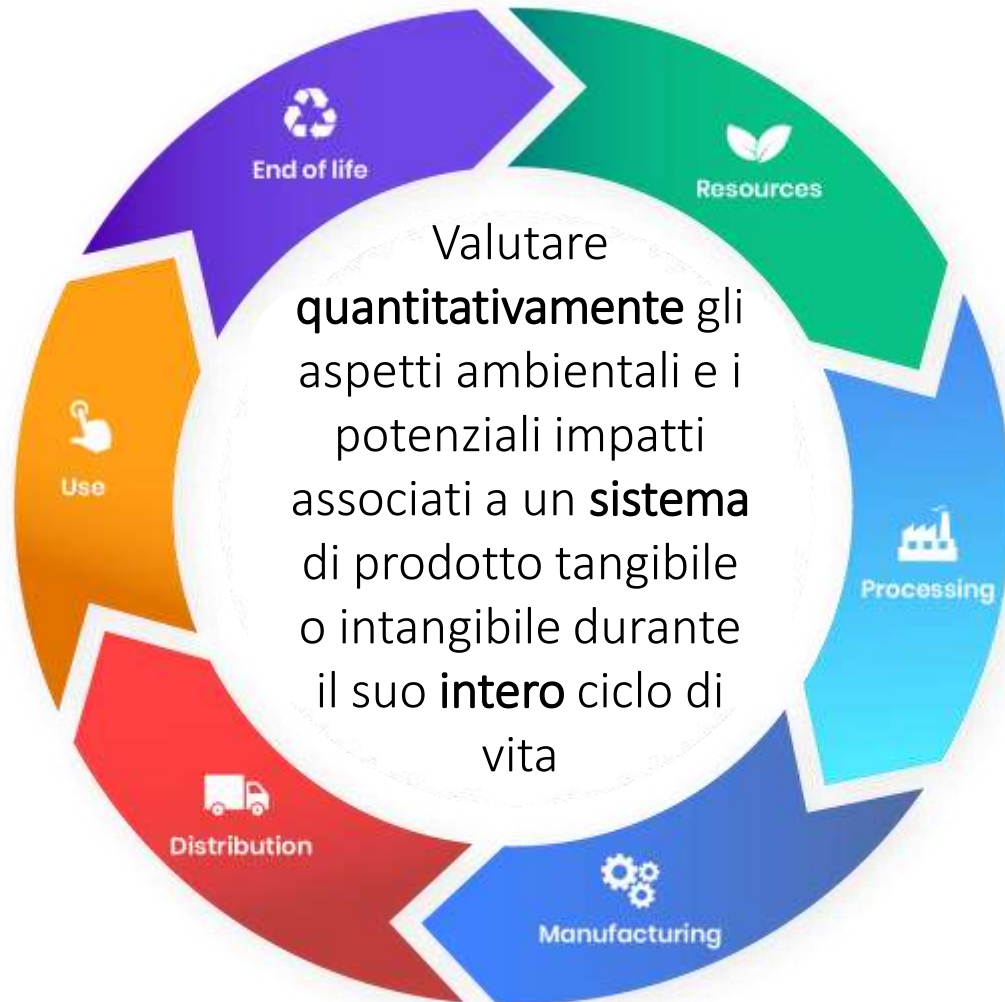 End of life
Resources
Valutare
quantitativamente gli
aspetti ambientali e i
potenziali impatti
associati a un sistema
di prodotto tangibile
o intangibile durante
il suo intero ciclo di
vita
Use
Processing
Distribution
Manufacturing